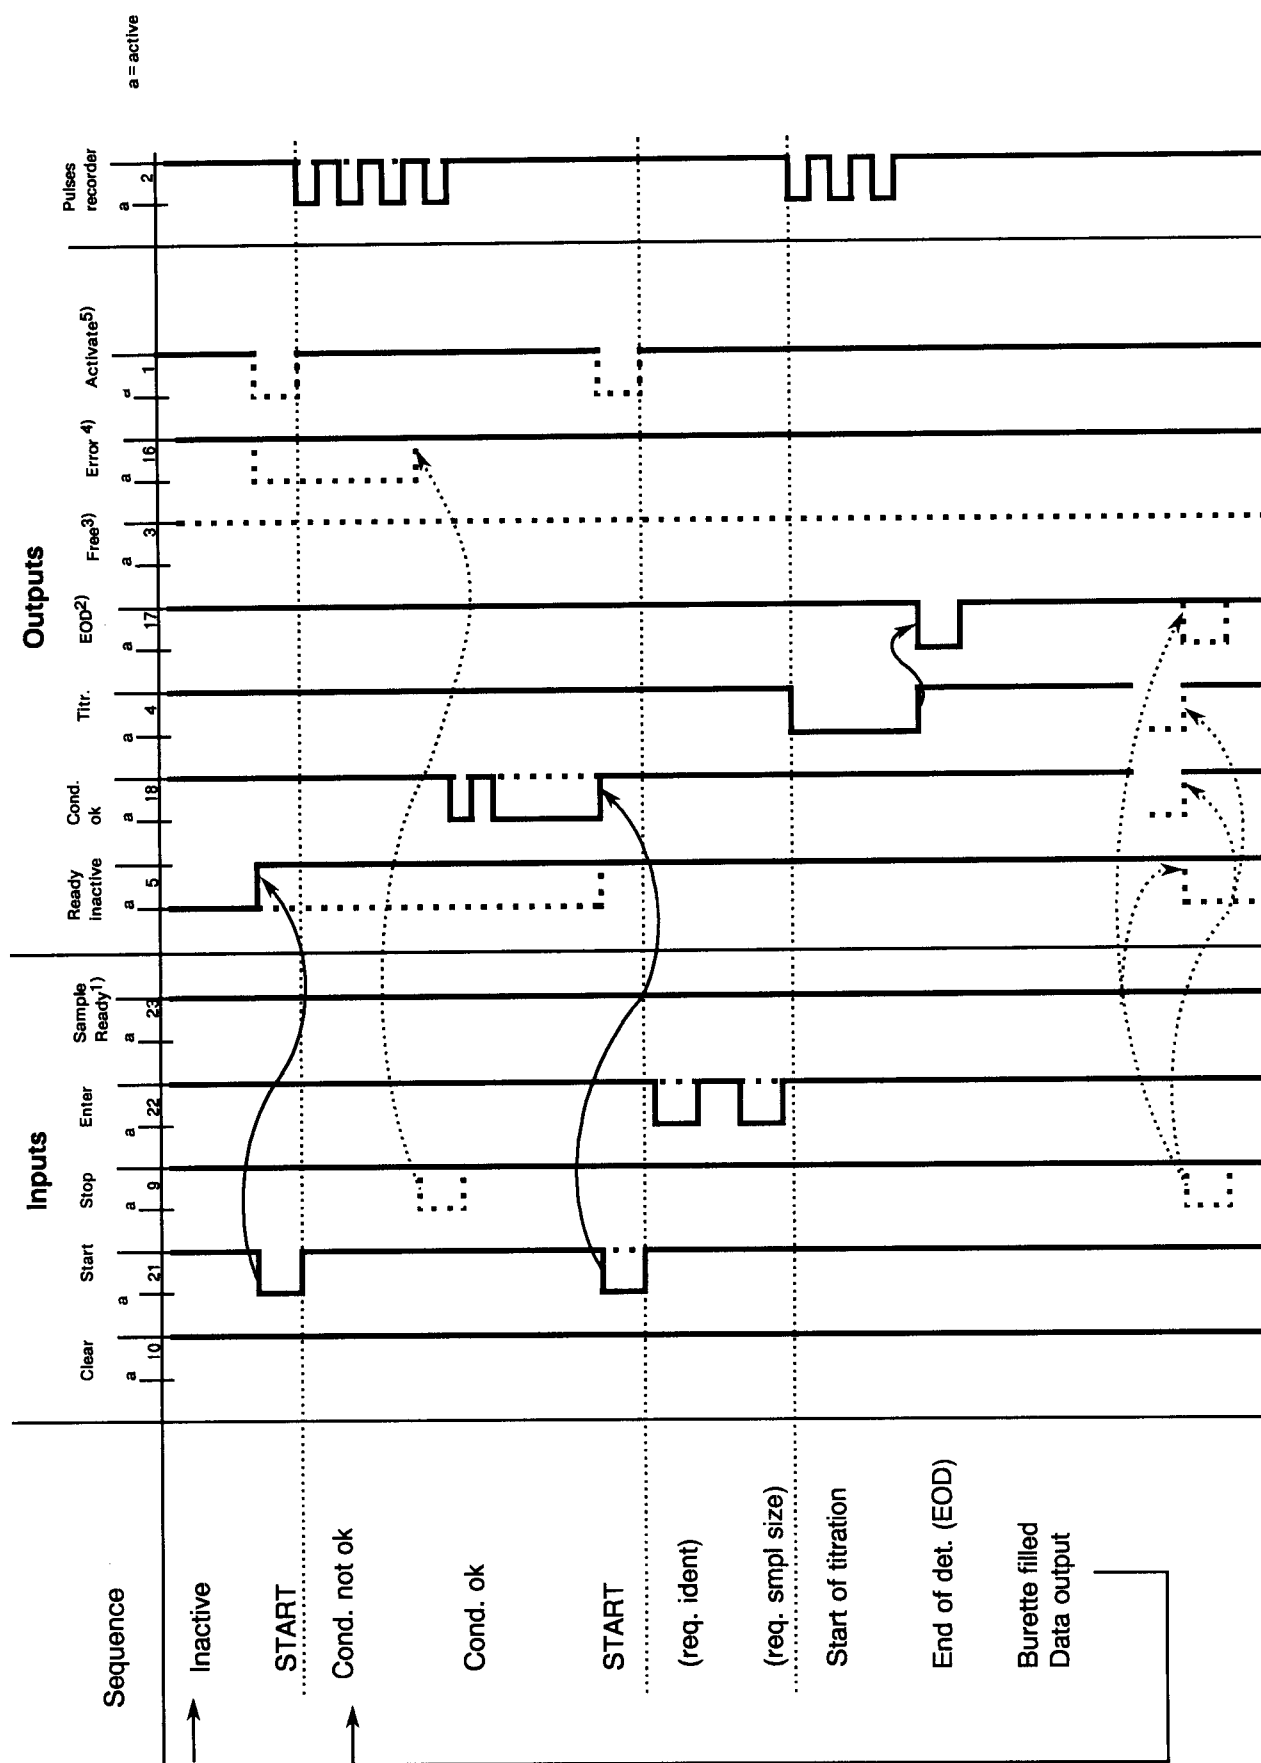 a = active
Inputs
Outputs
Sequence
Clear
Start
Stop
Enter
Sample
Ready1)
Ready
inactive
Cond.
ok
Titr.
EOD2)
Free3)
Error 4)
Activate5)
Pulses
recorder
a 10
a 21
a 9
a 22
a 23
a 5
a 18
a 4
a 17
a 3
a 16
a 1
a 2
Inactive
START
Cond. not ok
Cond. ok
START
(req. ident)
(req. smpl size)
Start of titration
End of det. (EOD)
Burette filled
Data output